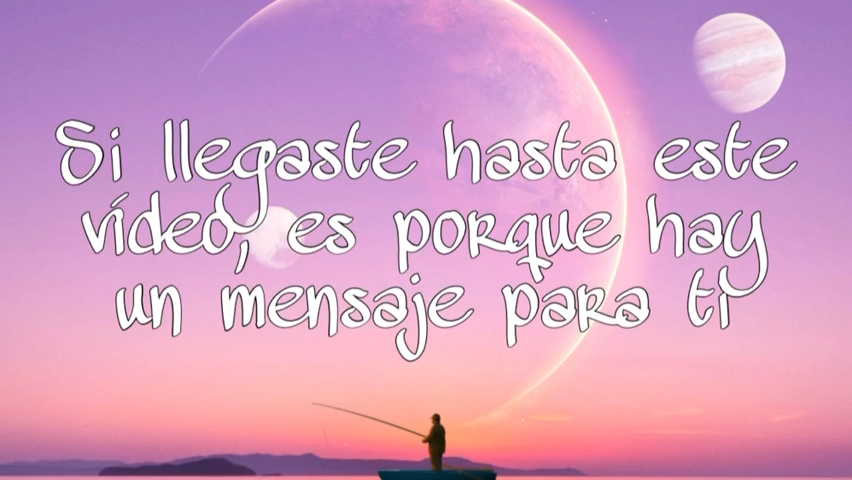 Si llegaste hasta este
vídeo, es porque hay
un mensaje para ti